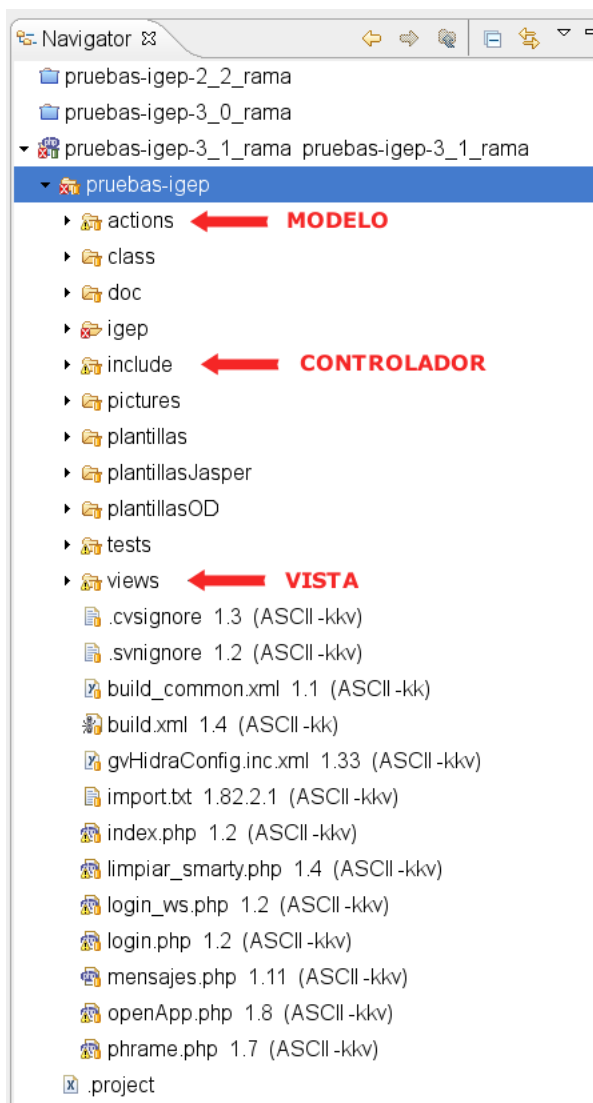 Navigator
pruebas-igep-2_2_rama
pruebas-igep-3_0_rama
pruebas-igep-3_1_rama pruebas-igep-3_1_rama
pruebas-igep
actions MODELO
class
doc
igep
include CONTROLADOR
pictures
plantillas
plantillasJasper
plantillasOD
tests
views VISTA
.cvsignore 1.3 (ASCII -kkv)
.svnignore 1.2 (ASCII -kkv)
build_common.xml 1.1 (ASCII -kk)
build.xml 1.4 (ASCII -kk)
gvHidraConfig.inc.xml 1.33 (ASCII -kkv)
import.txt 1.82.2.1 (ASCII -kkv)
index.php 1.2 (ASCII -kkv)
limpiar_smarty.php 1.4 (ASCII -kkv)
login_ws.php 1.2 (ASCII -kkv)
login.php 1.2 (ASCII -kkv)
mensajes.php 1.11 (ASCII -kkv)
openApp.php 1.8 (ASCII -kkv)
phrame.php 1.7 (ASCII -kkv)
.project